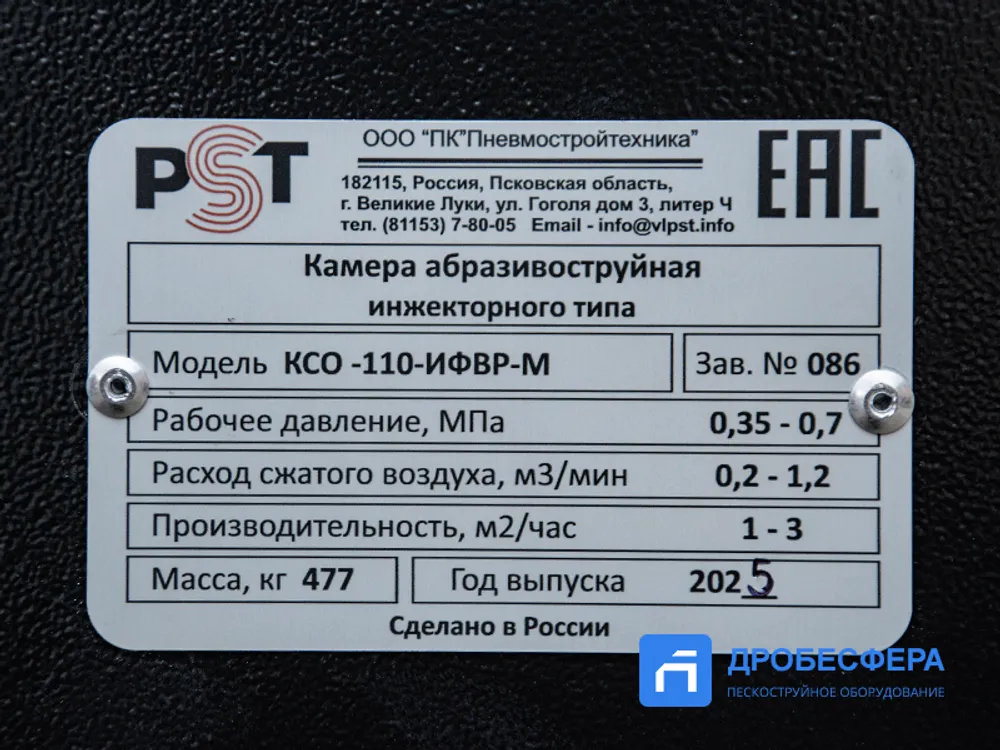 PST
ООО "ПК"Пневмостройтехника"
182115, Россия, Псковская область,
г. Великие Луки, ул. Гоголя дом 3, литер Ч
тел. (81153) 7-80-05 Email - info@vlpst.info
ЕАС
Камера абразивоструйная
инжекторного типа
Модель КСО -110-ИФВР-М
Зав. № 086
Рабочее давление, МПа 0,35 - 0,7
Расход сжатого воздуха, м3/мин 0,2 - 1,2
Производительность, м2/час 1 - 3
Масса, кг 477
Год выпуска 2025
Сделано в России
ДРОБЕСФЕРА
ПЕСКОСТРУЙНОЕ ОБОРУДОВАНИЕ